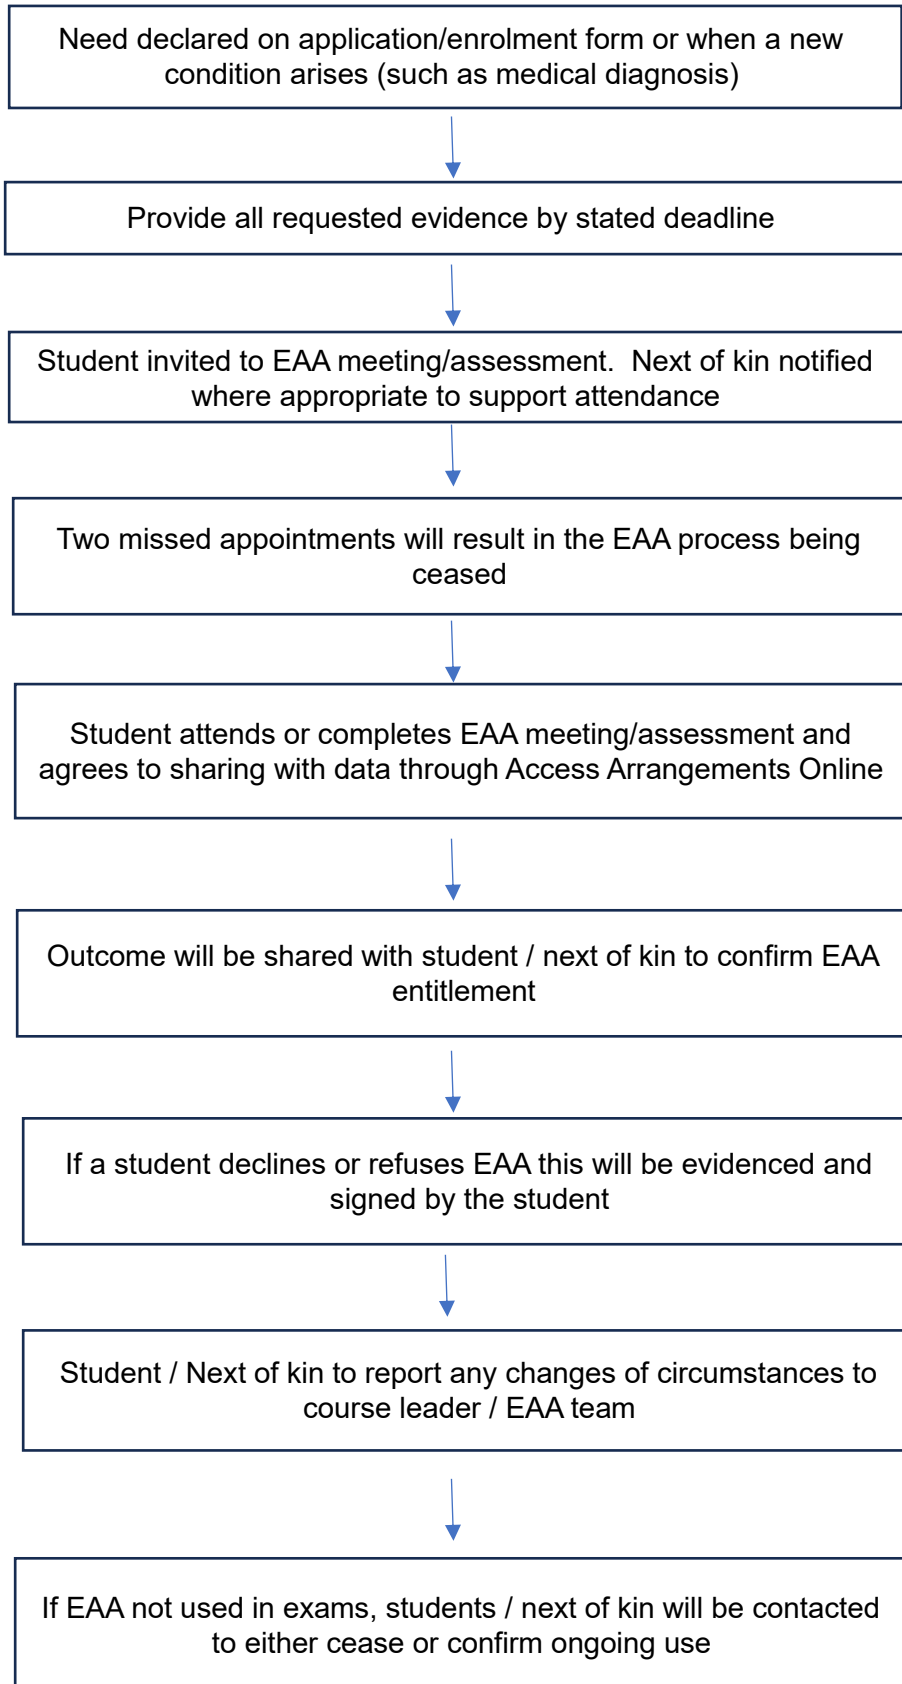 Need declared on application/enrolment form or when a new
condition arises (such as medical diagnosis)
Provide all requested evidence by stated deadline
Student invited to EAA meeting/assessment.  Next of kin notified
where appropriate to support attendance
Two missed appointments will result in the EAA process being
ceased
Student attends or completes EAA meeting/assessment and
agrees to sharing with data through Access Arrangements Online
Outcome will be shared with student / next of kin to confirm EAA
entitlement
If a student declines or refuses EAA this will be evidenced and
signed by the student
Student / Next of kin to report any changes of circumstances to
course leader / EAA team
If EAA not used in exams, students / next of kin will be contacted
to either cease or confirm ongoing use